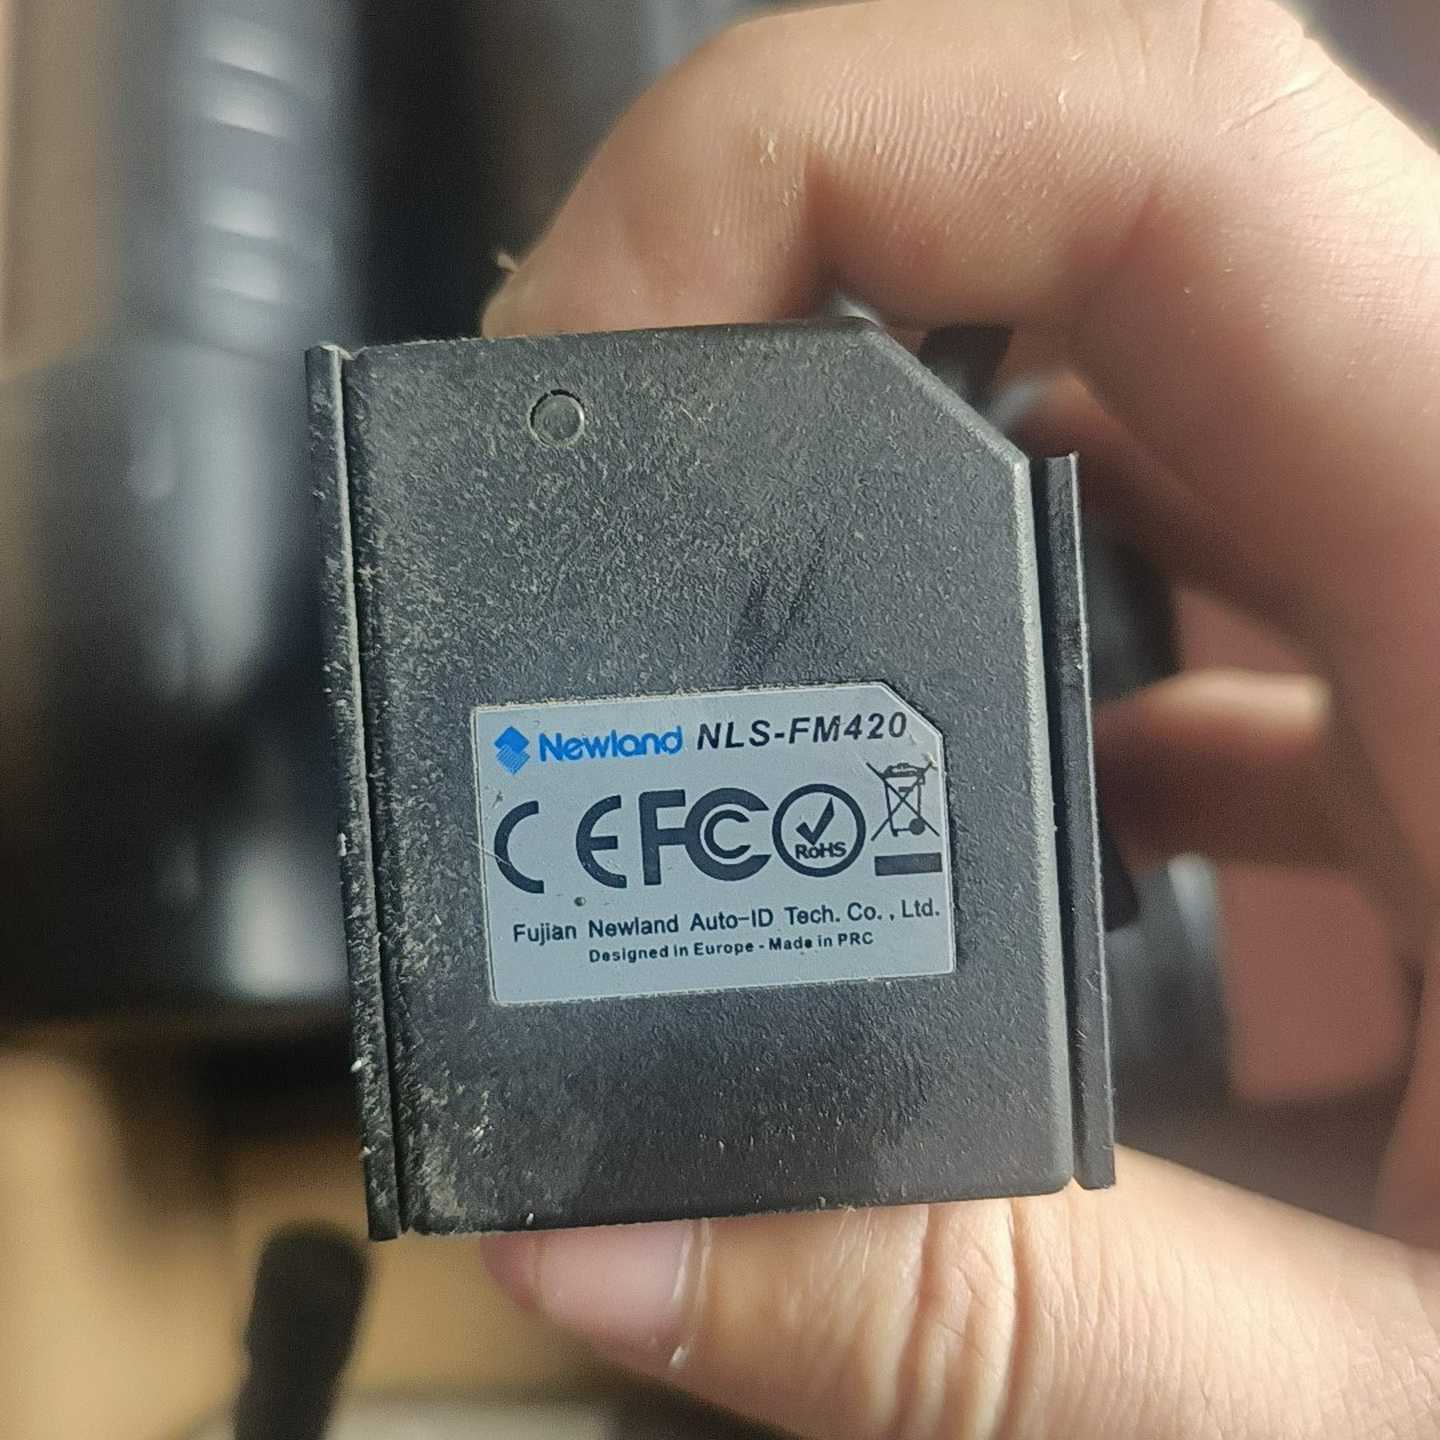 Newland NLS-FM420
CE FC RoHS
Fujian Newland Auto-ID Tech. Co., Ltd.
Designed in Europe - Made in PRC